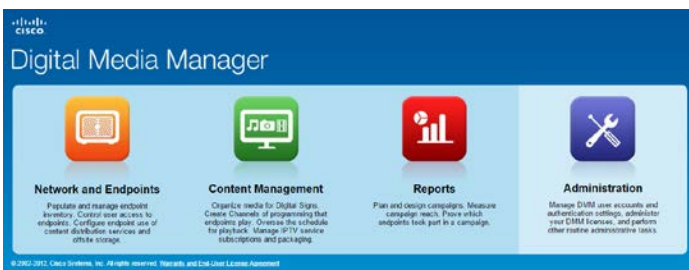 CISCO
Digital Media Manager
Network and Endpoints
Populate and manage endpoint
inventory. Control user access to
endpoints. Configure endpoint use of
content distribution services and
offsite storage.
Content Management
Organize media for Digital Signs.
Create Channels of programming that
endpoints play. Oversee the schedule
for playback. Manage IPTV service
subscriptions and packaging.
Reports
Plan and design campaigns. Measure
campaign reach. Prove which
endpoints took part in a campaign.
Administration
Manage DMM user accounts and
authentication settings, administer
your DMM licenses, and perform
other routine administrative tasks.
© 2002-2012, Cisco Systems, Inc. All rights reserved. Warranty and End-User License Agreement